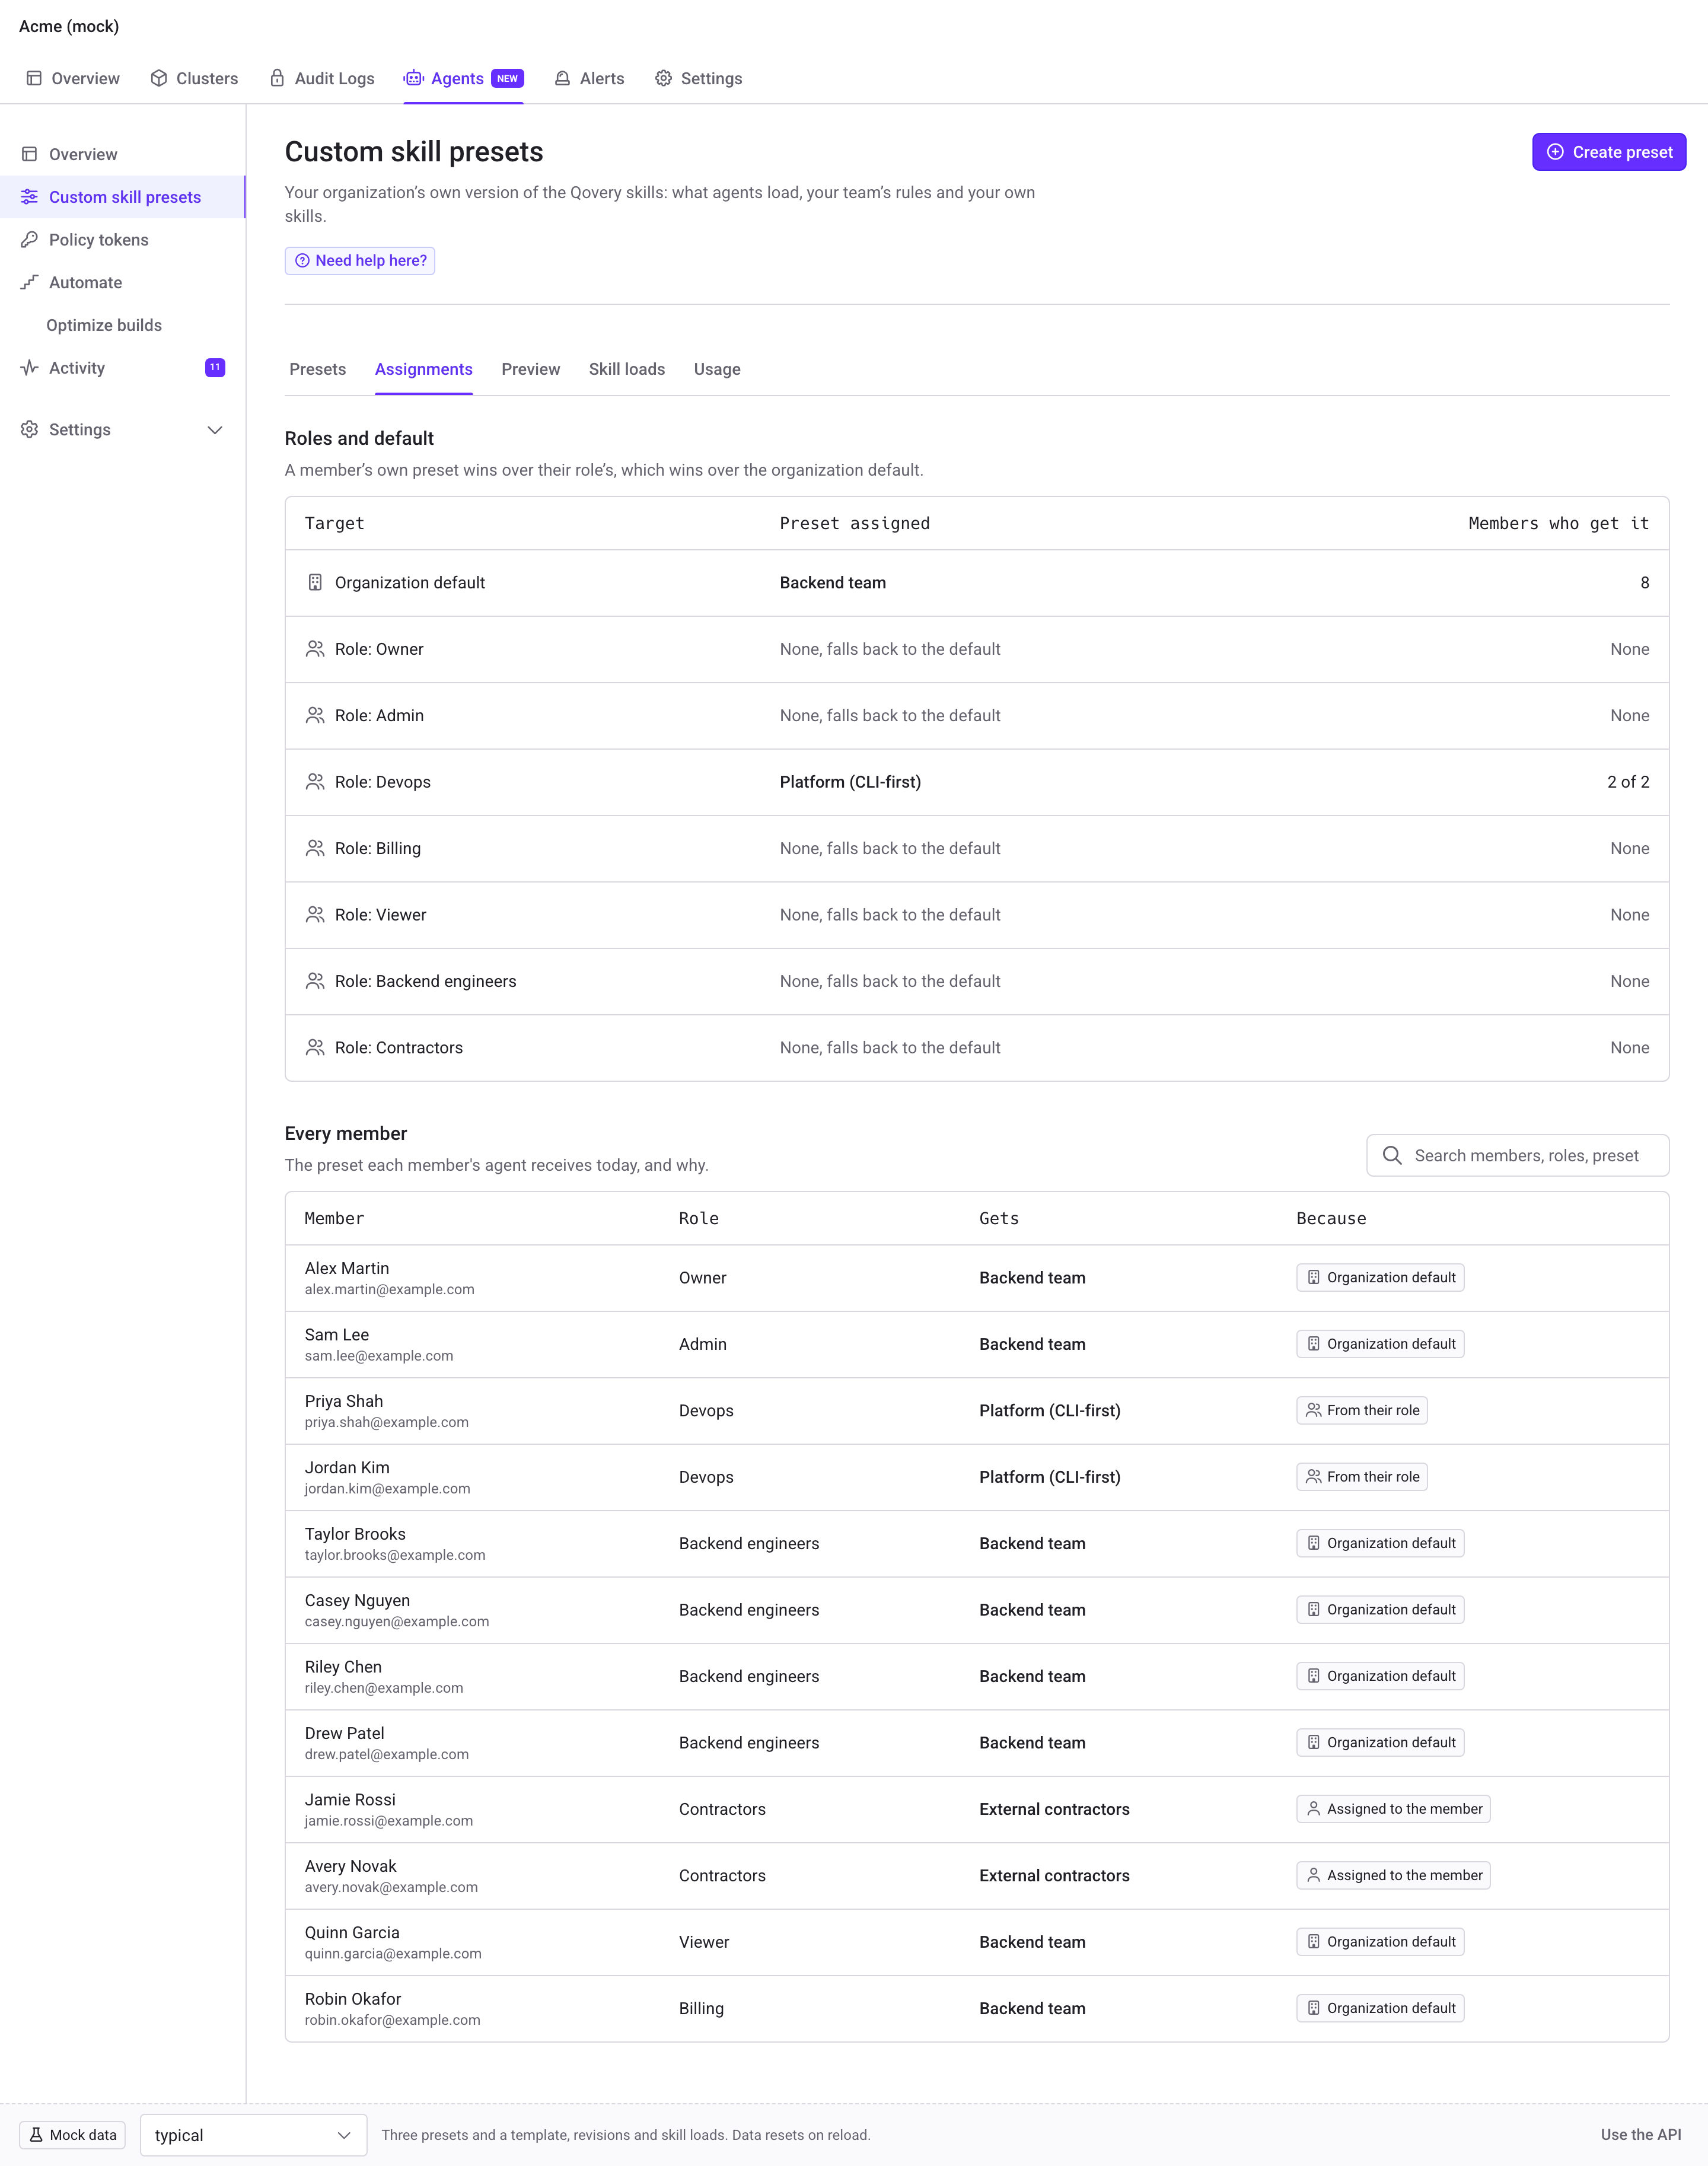 Acme (mock)
Overview
Clusters
Audit Logs
Agents NEW
Alerts
Settings
Overview
Custom skill presets
Policy tokens
Automate
Optimize builds
Activity 11
Settings
Custom skill presets
Create preset
Your organization’s own version of the Qovery skills: what agents load, your team’s rules and your own
skills.
Need help here?
Presets Assignments Preview Skill loads Usage
Roles and default
A member’s own preset wins over their role’s, which wins over the organization default.
Target Preset assigned Members who get it
Organization default Backend team 8
Role: Owner None, falls back to the default None
Role: Admin None, falls back to the default None
Role: Devops Platform (CLI-first) 2 of 2
Role: Billing None, falls back to the default None
Role: Viewer None, falls back to the default None
Role: Backend engineers None, falls back to the default None
Role: Contractors None, falls back to the default None
Every member
The preset each member's agent receives today, and why.
Search members, roles, preset
Member Role Gets Because
Alex Martin
alex.martin@example.com
Owner Backend team Organization default
Sam Lee
sam.lee@example.com
Admin Backend team Organization default
Priya Shah
priya.shah@example.com
Devops Platform (CLI-first) From their role
Jordan Kim
jordan.kim@example.com
Devops Platform (CLI-first) From their role
Taylor Brooks
taylor.brooks@example.com
Backend engineers Backend team Organization default
Casey Nguyen
casey.nguyen@example.com
Backend engineers Backend team Organization default
Riley Chen
riley.chen@example.com
Backend engineers Backend team Organization default
Drew Patel
drew.patel@example.com
Backend engineers Backend team Organization default
Jamie Rossi
jamie.rossi@example.com
Contractors External contractors Assigned to the member
Avery Novak
avery.novak@example.com
Contractors External contractors Assigned to the member
Quinn Garcia
quinn.garcia@example.com
Viewer Backend team Organization default
Robin Okafor
robin.okafor@example.com
Billing Backend team Organization default
Mock data
typical
Three presets and a template, revisions and skill loads. Data resets on reload.
Use the API